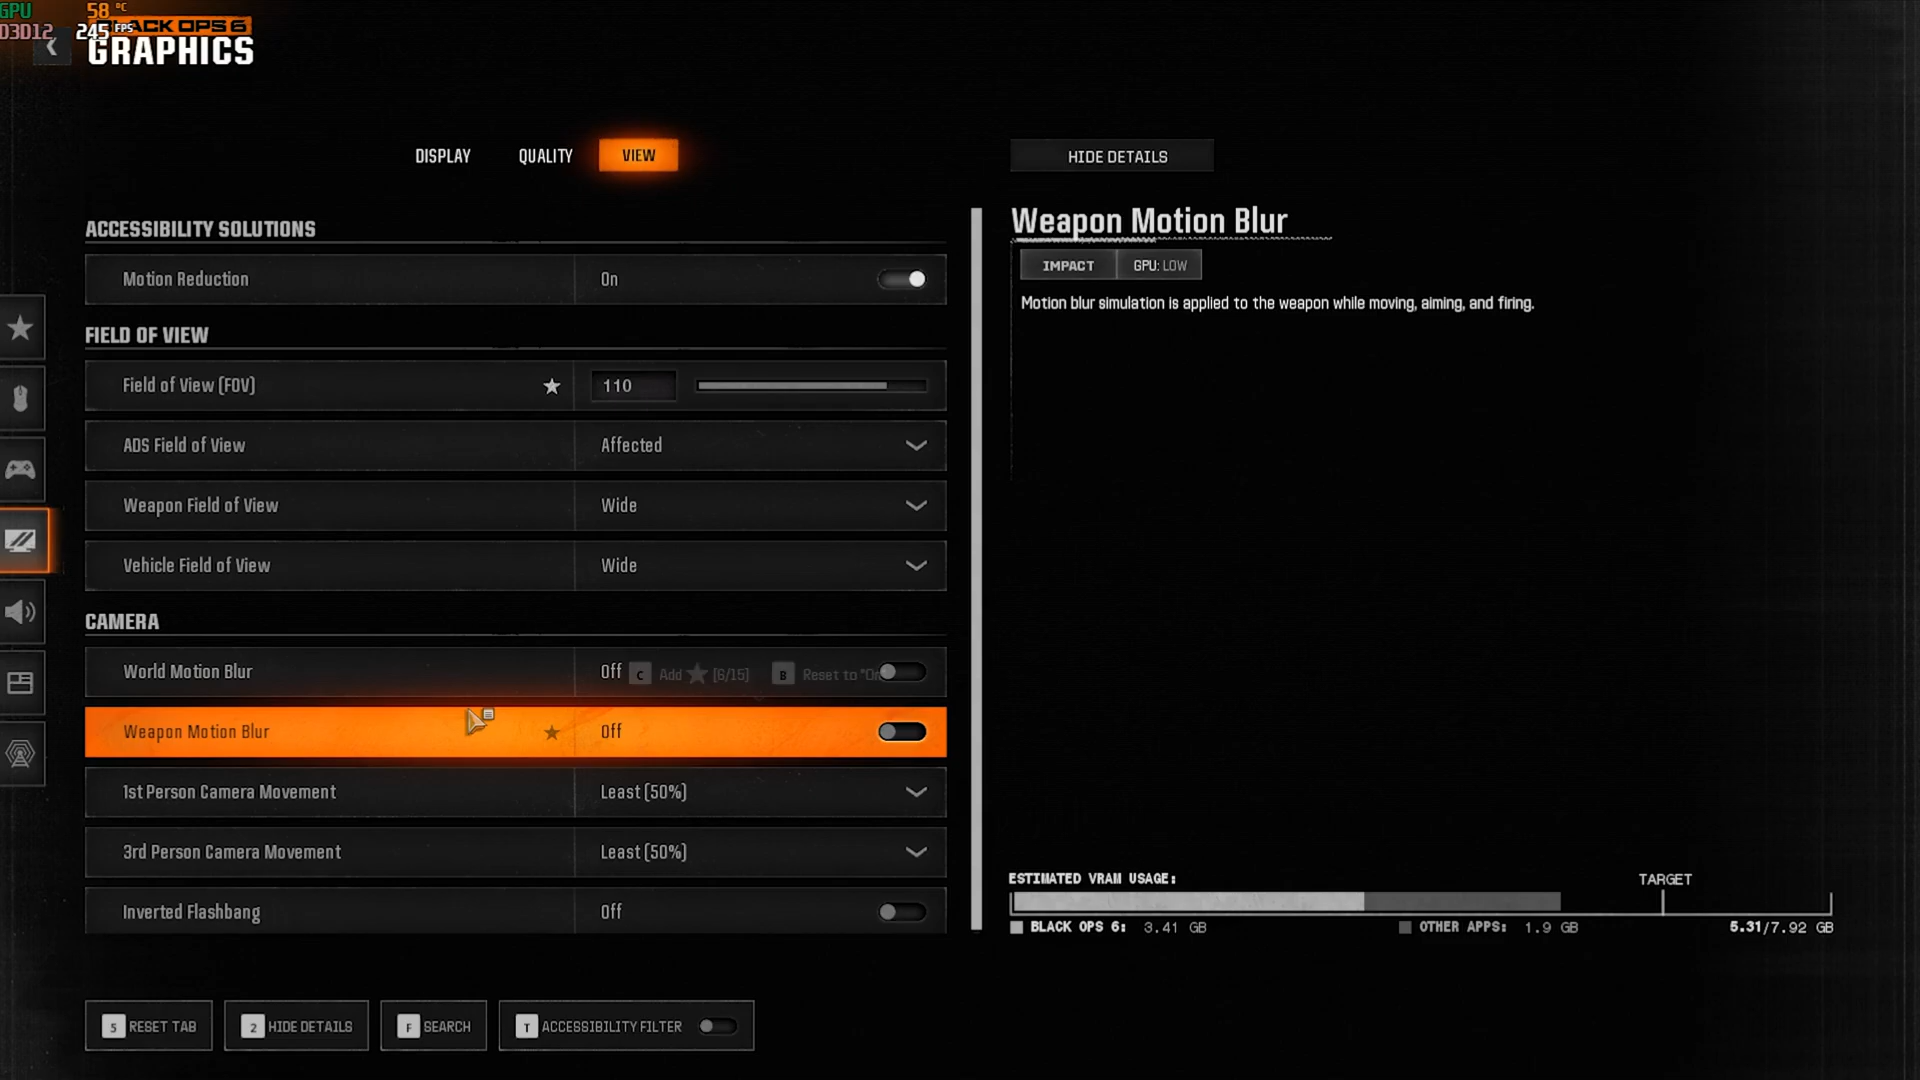 GPU 58 °C
D3D12 245 FPS
BLACK OPS 6
GRAPHICS
DISPLAY QUALITY VIEW
HIDE DETAILS
ACCESSIBILITY SOLUTIONS
Motion Reduction On
FIELD OF VIEW
Field of View (FOV) 110
ADS Field of View Affected
Weapon Field of View Wide
Vehicle Field of View Wide
CAMERA
World Motion Blur Off C Add [6/15] B Reset to "On
Weapon Motion Blur Off
1st Person Camera Movement Least (50%)
3rd Person Camera Movement Least (50%)
Inverted Flashbang Off
Weapon Motion Blur
IMPACT GPU: LOW
Motion blur simulation is applied to the weapon while moving, aiming, and firing.
ESTIMATED VRAM USAGE: TARGET
BLACK OPS 6: 3.41 GB OTHER APPS: 1.9 GB 5.31/7.92 GB
5 RESET TAB 2 HIDE DETAILS F SEARCH T ACCESSIBILITY FILTER